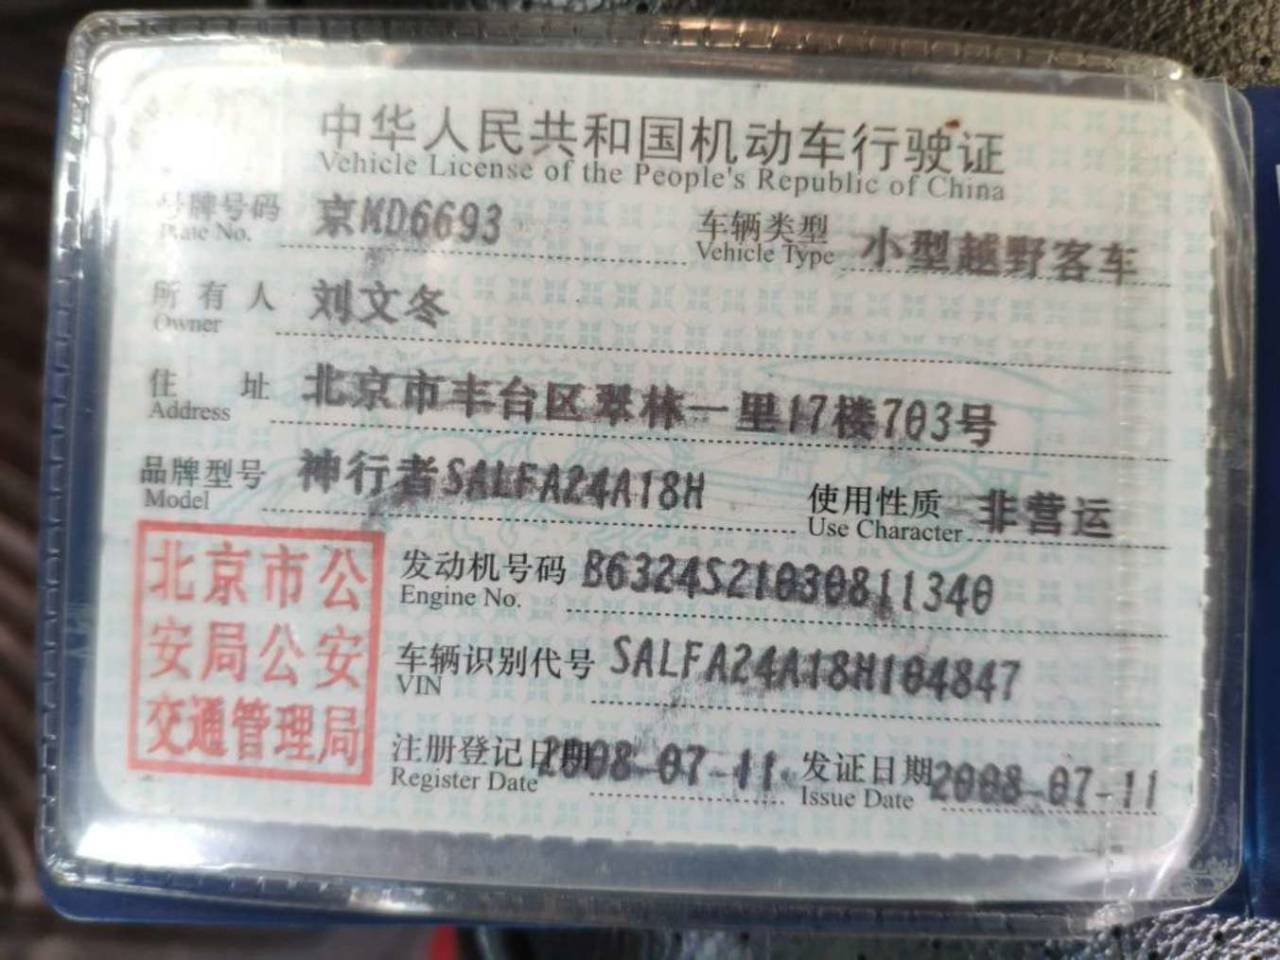 中华人民共和国机动车行驶证
Vehicle License of the People's Republic of China
号牌号码 京MD6693 车辆类型 小型越野客车
Plate No. Vehicle Type
所有人 刘文冬
Owner
住址 北京市丰台区翠林一里17楼703号
Address
品牌型号 神行者SALFA24A18H 使用性质 非营运
Model Use Character
北京市公
安局公安
交通管理局
发动机号码 B6324S21030811340
Engine No.
车辆识别代号 SALFA24A18H104847
VIN
注册登记日期 2008-07-11 发证日期 2008-07-11
Register Date Issue Date